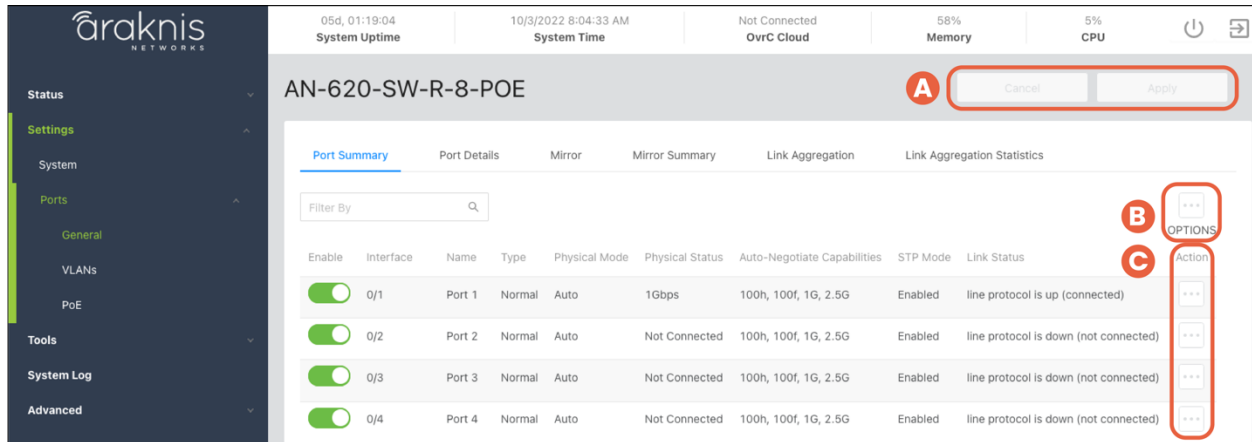 araknis
NETWORKS
05d, 01:19:04
System Uptime
10/3/2022 8:04:33 AM
System Time
Not Connected
OvrC Cloud
58%
Memory
5%
CPU
Status
Settings
System
Ports
General
VLANs
PoE
Tools
System Log
Advanced
AN-620-SW-R-8-POE
A
Cancel
Apply
Port Summary Port Details Mirror Mirror Summary Link Aggregation Link Aggregation Statistics
Filter By
B
OPTIONS
C
Enable Interface Name Type Physical Mode Physical Status Auto-Negotiate Capabilities STP Mode Link Status Action
0/1 Port 1 Normal Auto 1Gbps 100h, 100f, 1G, 2.5G Enabled line protocol is up (connected)
0/2 Port 2 Normal Auto Not Connected 100h, 100f, 1G, 2.5G Enabled line protocol is down (not connected)
0/3 Port 3 Normal Auto Not Connected 100h, 100f, 1G, 2.5G Enabled line protocol is down (not connected)
0/4 Port 4 Normal Auto Not Connected 100h, 100f, 1G, 2.5G Enabled line protocol is down (not connected)